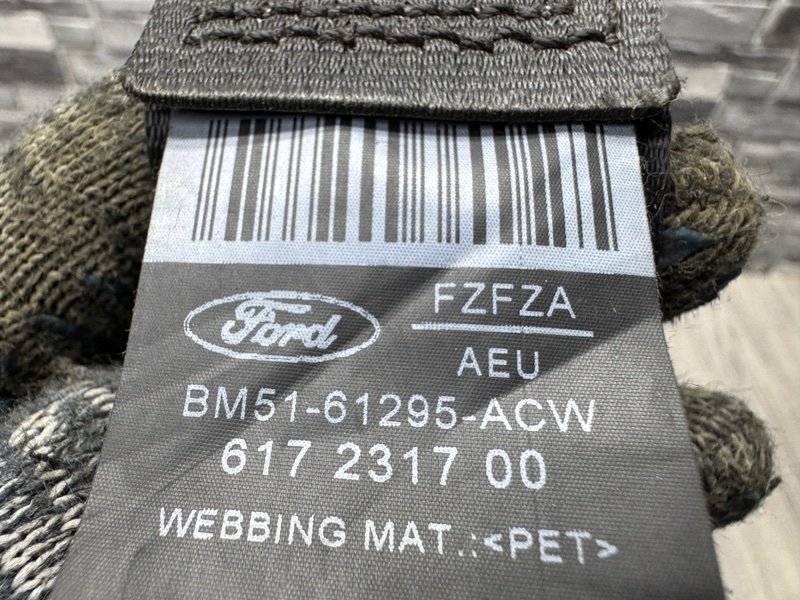 Ford
FZFZA
AEU
BM51-61295-ACW
617 2317 00
WEBBING MAT.:<PET>